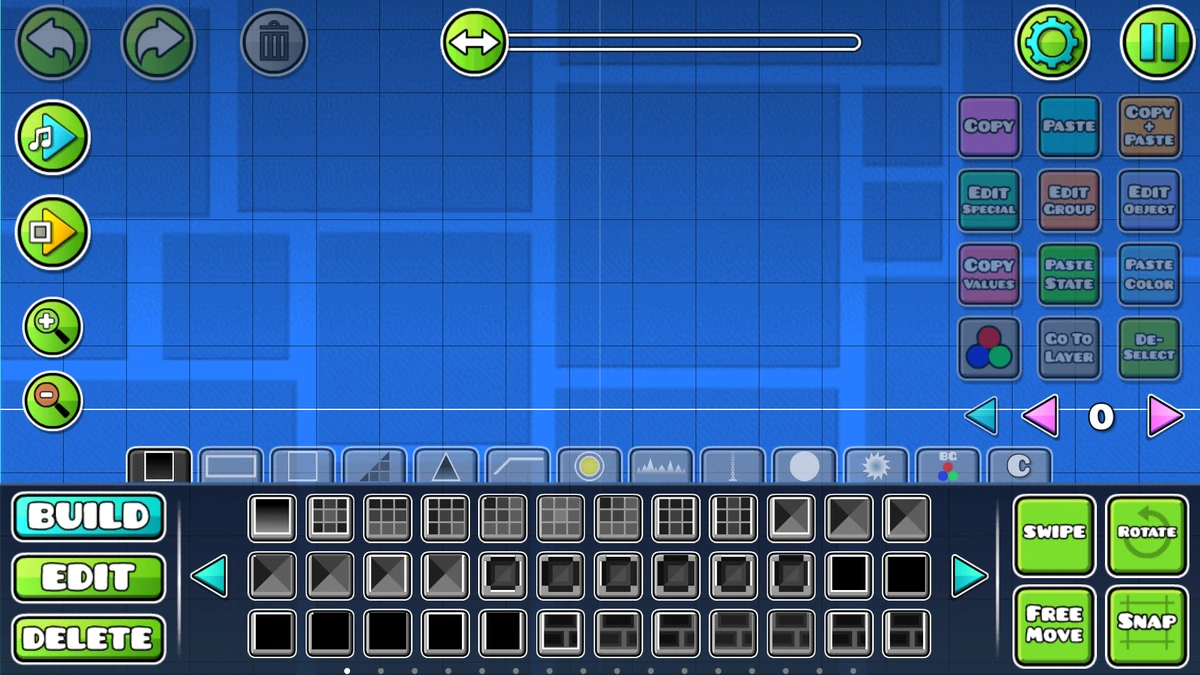 COPY
PASTE
COPY
+
PASTE
EDIT
SPECIAL
EDIT
GROUP
EDIT
OBJECT
COPY
VALUES
PASTE
STATE
PASTE
COLOR
GO TO
LAYER
DE-
SELECT
0
BG
C
BUILD
EDIT
DELETE
SWIPE
ROTATE
FREE
MOVE
SNAP